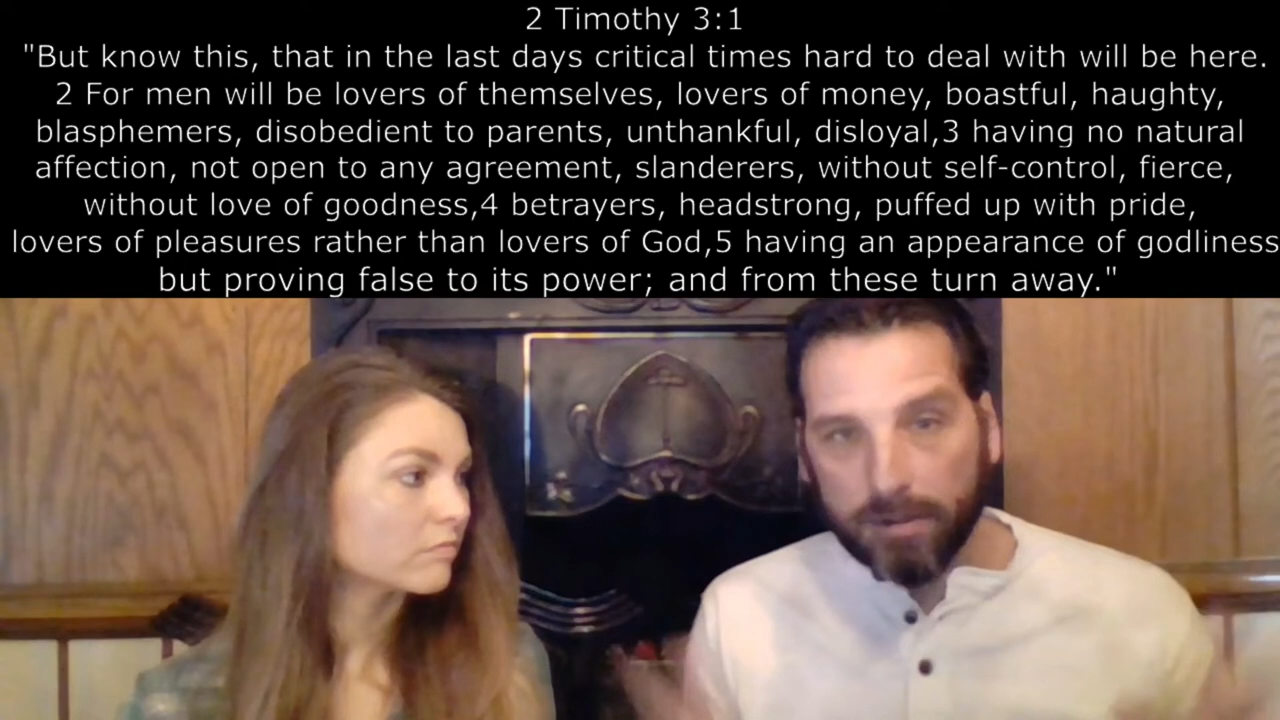 2 Timothy 3:1
"But know this, that in the last days critical times hard to deal with will be here.
2 For men will be lovers of themselves, lovers of money, boastful, haughty,
blasphemers, disobedient to parents, unthankful, disloyal,3 having no natural
affection, not open to any agreement, slanderers, without self-control, fierce,
without love of goodness,4 betrayers, headstrong, puffed up with pride,
lovers of pleasures rather than lovers of God,5 having an appearance of godliness
but proving false to its power; and from these turn away."